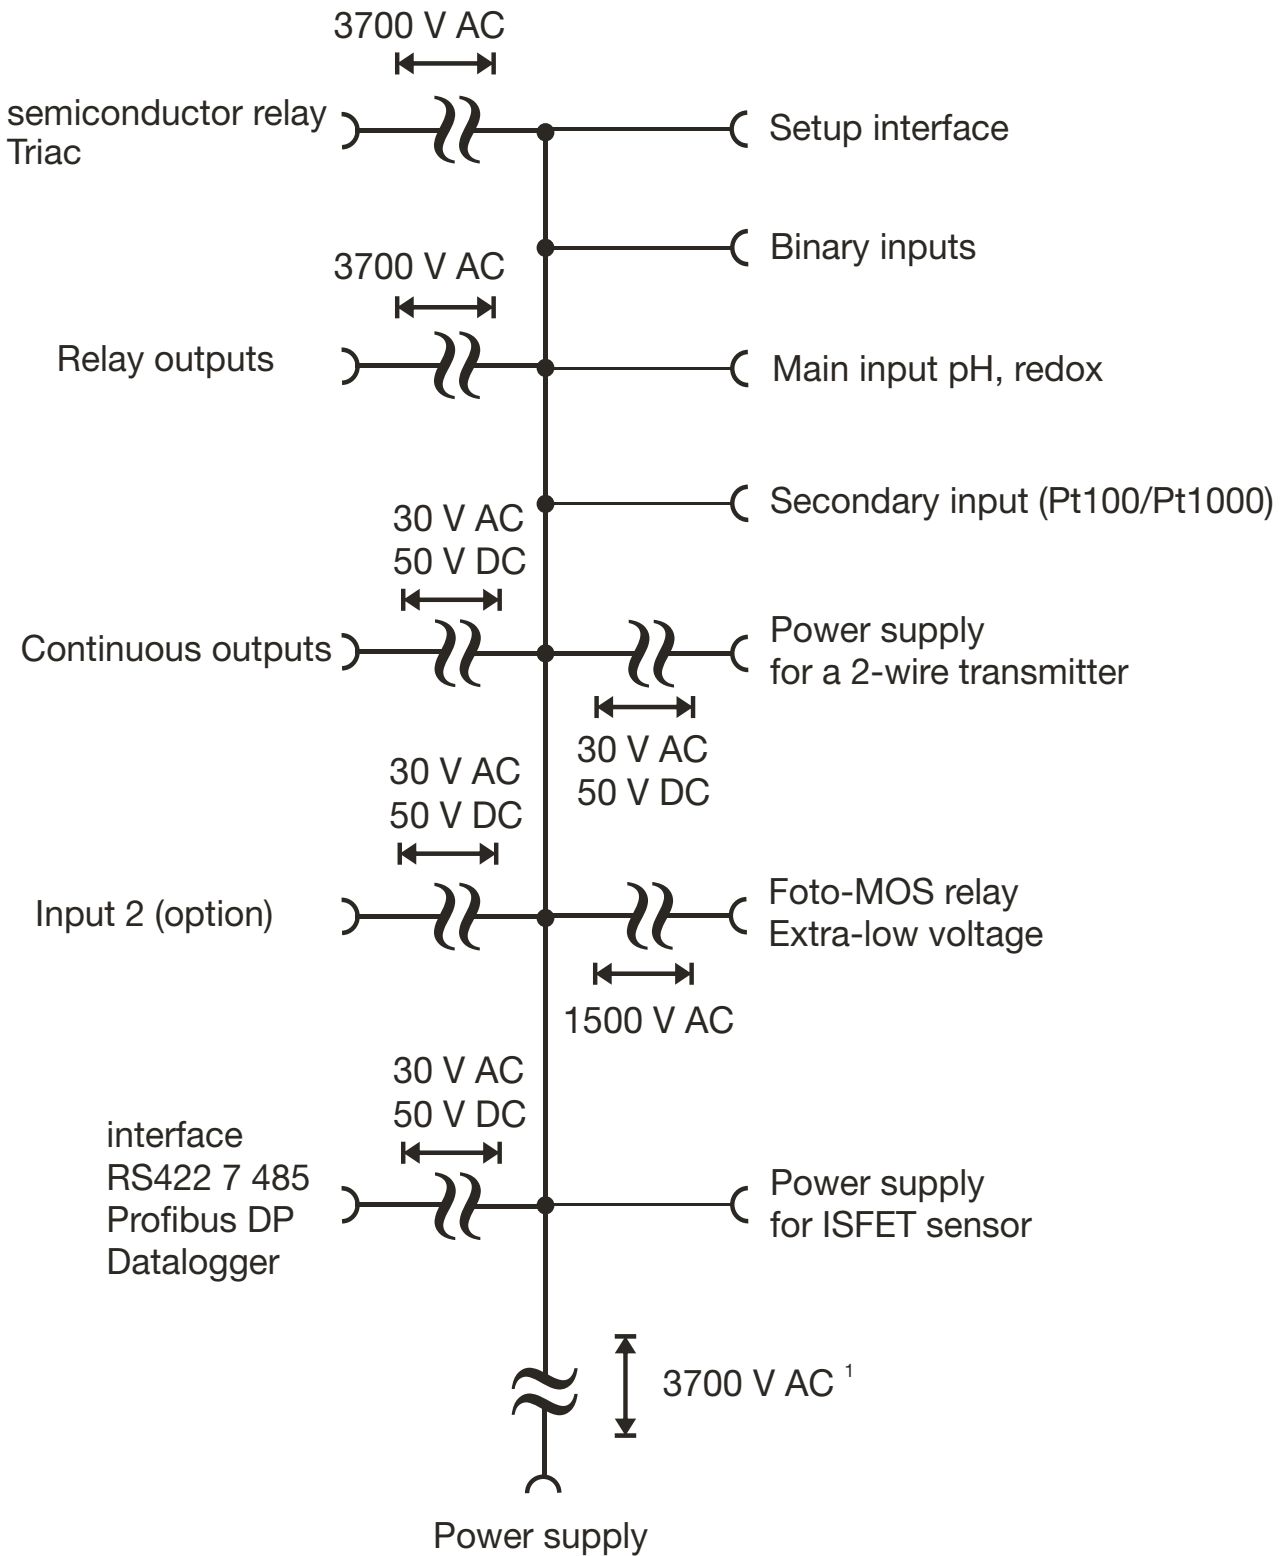 3700 V AC
semiconductor relay
Triac
Setup interface
Binary inputs
3700 V AC
Relay outputs
Main input pH, redox
Secondary input (Pt100/Pt1000)
30 V AC
50 V DC
Continuous outputs
Power supply
for a 2-wire transmitter
30 V AC
50 V DC
30 V AC
50 V DC
Input 2 (option)
Foto-MOS relay
Extra-low voltage
1500 V AC
30 V AC
50 V DC
interface
RS422 7 485
Profibus DP
Datalogger
Power supply
for ISFET sensor
3700 V AC 1
Power supply